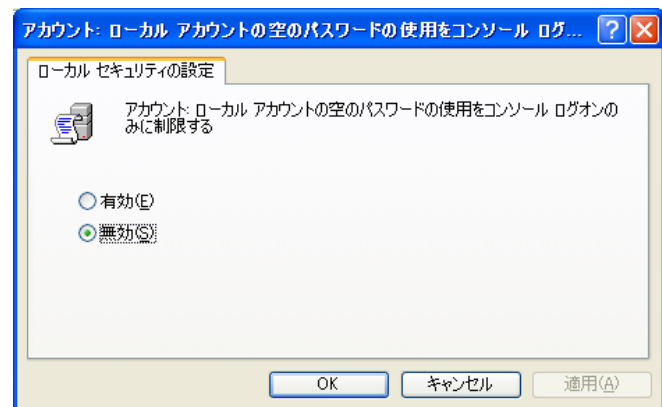 アカウント: ローカル アカウントの空のパスワードの使用をコンソール ログ...
ローカル セキュリティの設定
アカウント: ローカル アカウントの空のパスワードの使用をコンソール ログオンの
みに制限する
有効(E)
無効(S)
OK キャンセル 適用(A)